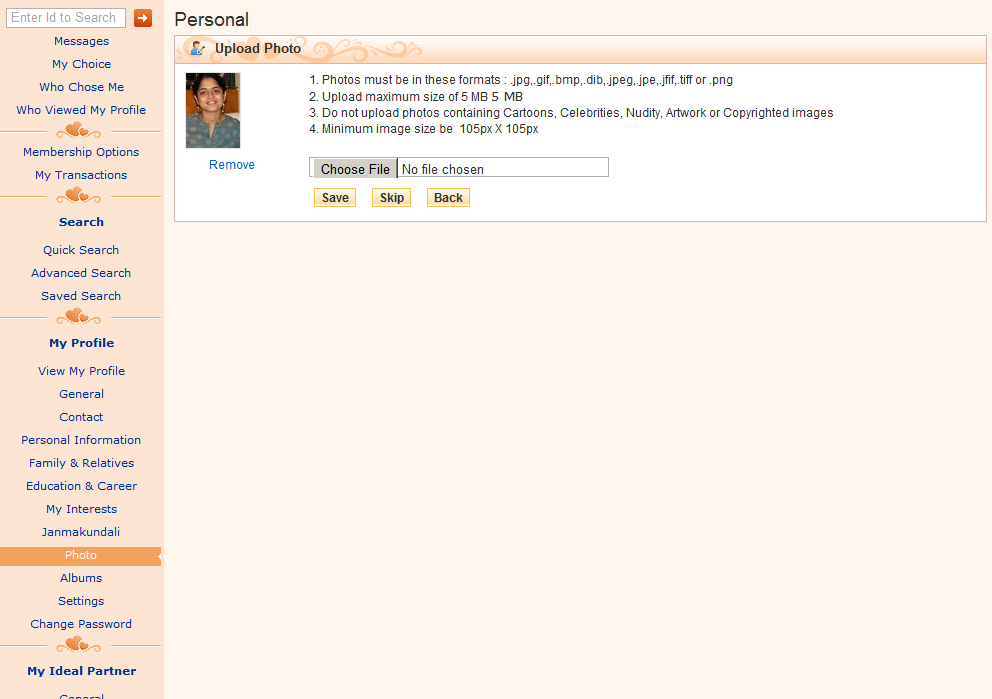 Enter Id to Search
Messages
My Choice
Who Chose Me
Who Viewed My Profile
Membership Options
My Transactions
Search
Quick Search
Advanced Search
Saved Search
My Profile
View My Profile
General
Contact
Personal Information
Family & Relatives
Education & Career
My Interests
Janmakundali
Photo
Albums
Settings
Change Password
My Ideal Partner
General
Personal
Upload Photo
1. Photos must be in these formats : .jpg,.gif,.bmp,.dib,.jpeg,.jpe,.jfif,.tiff or .png
2. Upload maximum size of 5 MB 5 MB
3. Do not upload photos containing Cartoons, Celebrities, Nudity, Artwork or Copyrighted images
4. Minimum image size be 105px X 105px
Remove
Choose File No file chosen
Save Skip Back